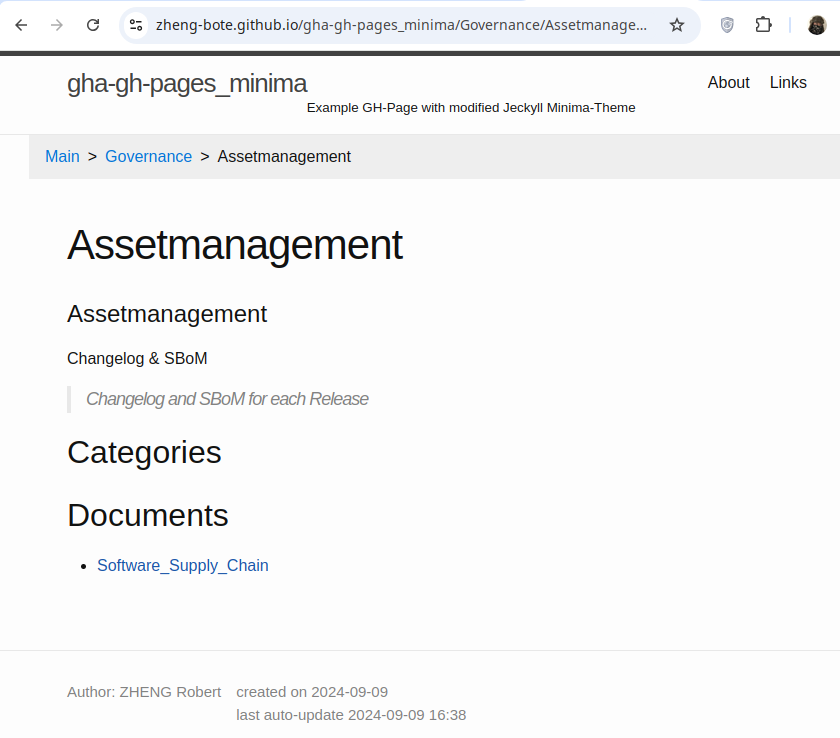 zheng-bote.github.io/gha-gh-pages_minima/Governance/Assetmanage...
gha-gh-pages_minima
Example GH-Page with modified Jeckyll Minima-Theme
About Links
Main > Governance > Assetmanagement
Assetmanagement
Assetmanagement
Changelog & SBoM
Changelog and SBoM for each Release
Categories
Documents
Software_Supply_Chain
Author: ZHENG Robert created on 2024-09-09
last auto-update 2024-09-09 16:38